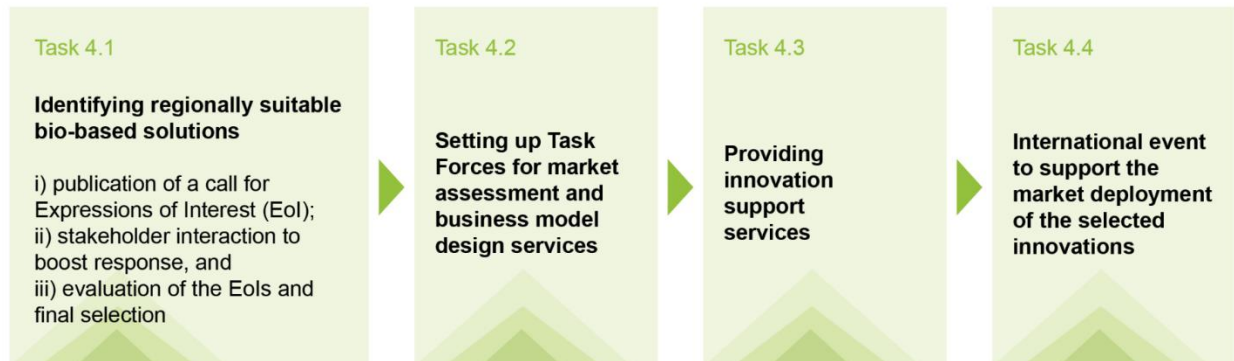 Task 4.1
Identifying regionally suitable
bio-based solutions
i) publication of a call for
Expressions of Interest (EoI);
ii) stakeholder interaction to
boost response, and
iii) evaluation of the EoIs and
final selection
Task 4.2
Setting up Task
Forces for market
assessment and
business model
design services
Task 4.3
Providing
innovation
support
services
Task 4.4
International event
to support the
market deployment
of the selected
innovations